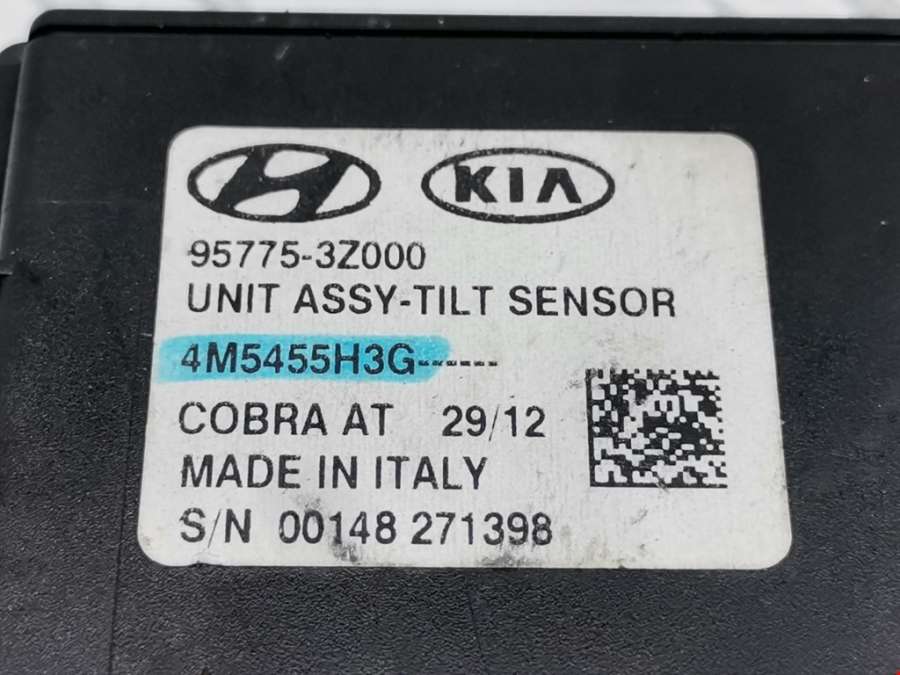 KIA
95775-3Z000
UNIT ASSY-TILT SENSOR
4M5455H3G------
COBRA AT 29/12
MADE IN ITALY
S/N 00148 271398